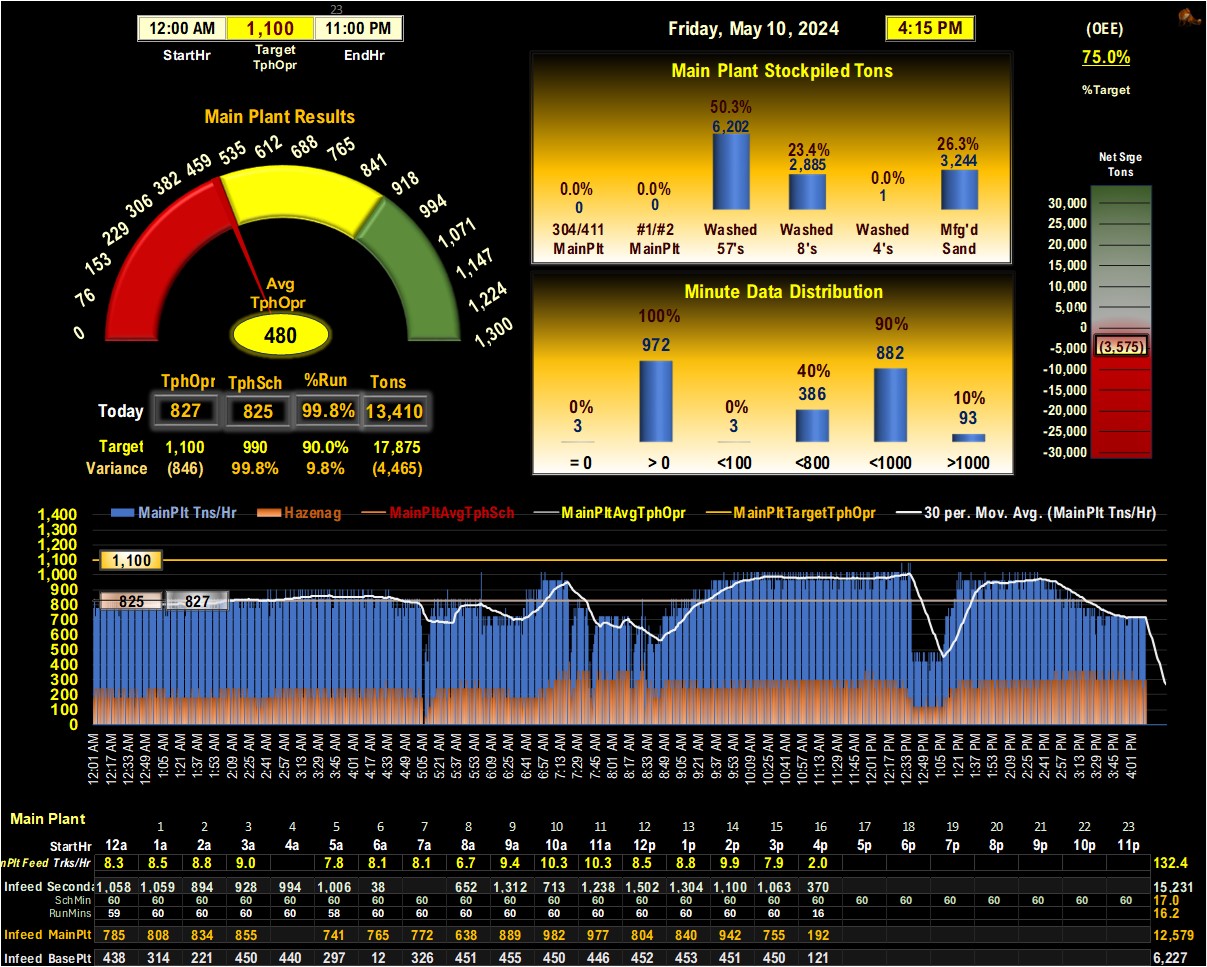 23
12:00 AM 1,100 11:00 PM
StartHr Target TphOpr EndHr
Friday, May 10, 2024 4:15 PM
(OEE)
75.0%
%Target
Main Plant Results
0 76 153 229 306 382 459 535 612 688 765 841 918 994 1,071 1,147 1,224 1,300
Avg
TphOpr
480
TphOpr TphSch %Run Tons
Today 827 825 99.8% 13,410
Target 1,100 990 90.0% 17,875
Variance (846) 99.8% 9.8% (4,465)
Main Plant Stockpiled Tons
0.0% 0.0% 50.3% 23.4% 0.0% 26.3%
0 0 6,202 2,885 1 3,244
304/411 #1/#2 Washed Washed Washed Mfg'd
MainPlt MainPlt 57's 8's 4's Sand
Minute Data Distribution
0% 100% 0% 40% 90% 10%
3 972 3 386 882 93
= 0 > 0 <100 <800 <1000 >1000
Net Srge
Tons
30,000
25,000
20,000
15,000
10,000
5,000
0
-5,000
(3,575)
-10,000
-15,000
-20,000
-25,000
-30,000
MainPlt Tns/Hr Hazenag MainPltAvgTphSch MainPltAvgTphOpr MainPltTargetTphOpr 30 per. Mov. Avg. (MainPlt Tns/Hr)
1,400
1,300
1,200
1,100
1,000
900
800
700
600
500
400
300
200
100
0
1,100
825 827
12:01 AM 12:17 AM 12:33 AM 12:49 AM 1:05 AM 1:21 AM 1:37 AM 1:53 AM 2:09 AM 2:25 AM 2:41 AM 2:57 AM 3:13 AM 3:29 AM 3:45 AM 4:01 AM 4:17 AM 4:33 AM 4:49 AM 5:05 AM 5:21 AM 5:37 AM 5:53 AM 6:09 AM 6:25 AM 6:41 AM 6:57 AM 7:13 AM 7:29 AM 7:45 AM 8:01 AM 8:17 AM 8:33 AM 8:49 AM 9:05 AM 9:21 AM 9:37 AM 9:53 AM 10:09 AM 10:25 AM 10:41 AM 10:57 AM 11:13 AM 11:29 AM 11:45 AM 12:01 PM 12:17 PM 12:33 PM 12:49 PM 1:05 PM 1:21 PM 1:37 PM 1:53 PM 2:09 PM 2:25 PM 2:41 PM 2:57 PM 3:13 PM 3:29 PM 3:45 PM 4:01 PM
Main Plant
1 2 3 4 5 6 7 8 9 10 11 12 13 14 15 16 17 18 19 20 21 22 23
StartHr 12a 1a 2a 3a 4a 5a 6a 7a 8a 9a 10a 11a 12p 1p 2p 3p 4p 5p 6p 7p 8p 9p 10p 11p
nPlt Feed Trks/Hr 8.3 8.5 8.8 9.0 7.8 8.1 8.1 6.7 9.4 10.3 10.3 8.5 8.8 9.9 7.9 2.0 132.4
Infeed Seconda 1,058 1,059 894 928 994 1,006 38 652 1,312 713 1,238 1,502 1,304 1,100 1,063 370 15,231
SchMin 60 60 60 60 60 60 60 60 60 60 60 60 60 60 60 60 60 60 60 60 60 60 60 60 17.0
RunMins 59 60 60 60 60 58 60 60 60 60 60 60 60 60 60 60 16 16.2
Infeed MainPlt 785 808 834 855 741 765 772 638 889 982 977 804 840 942 755 192 12,579
Infeed BasePlt 438 314 221 450 440 297 12 326 451 455 450 446 452 453 451 450 121 6,227